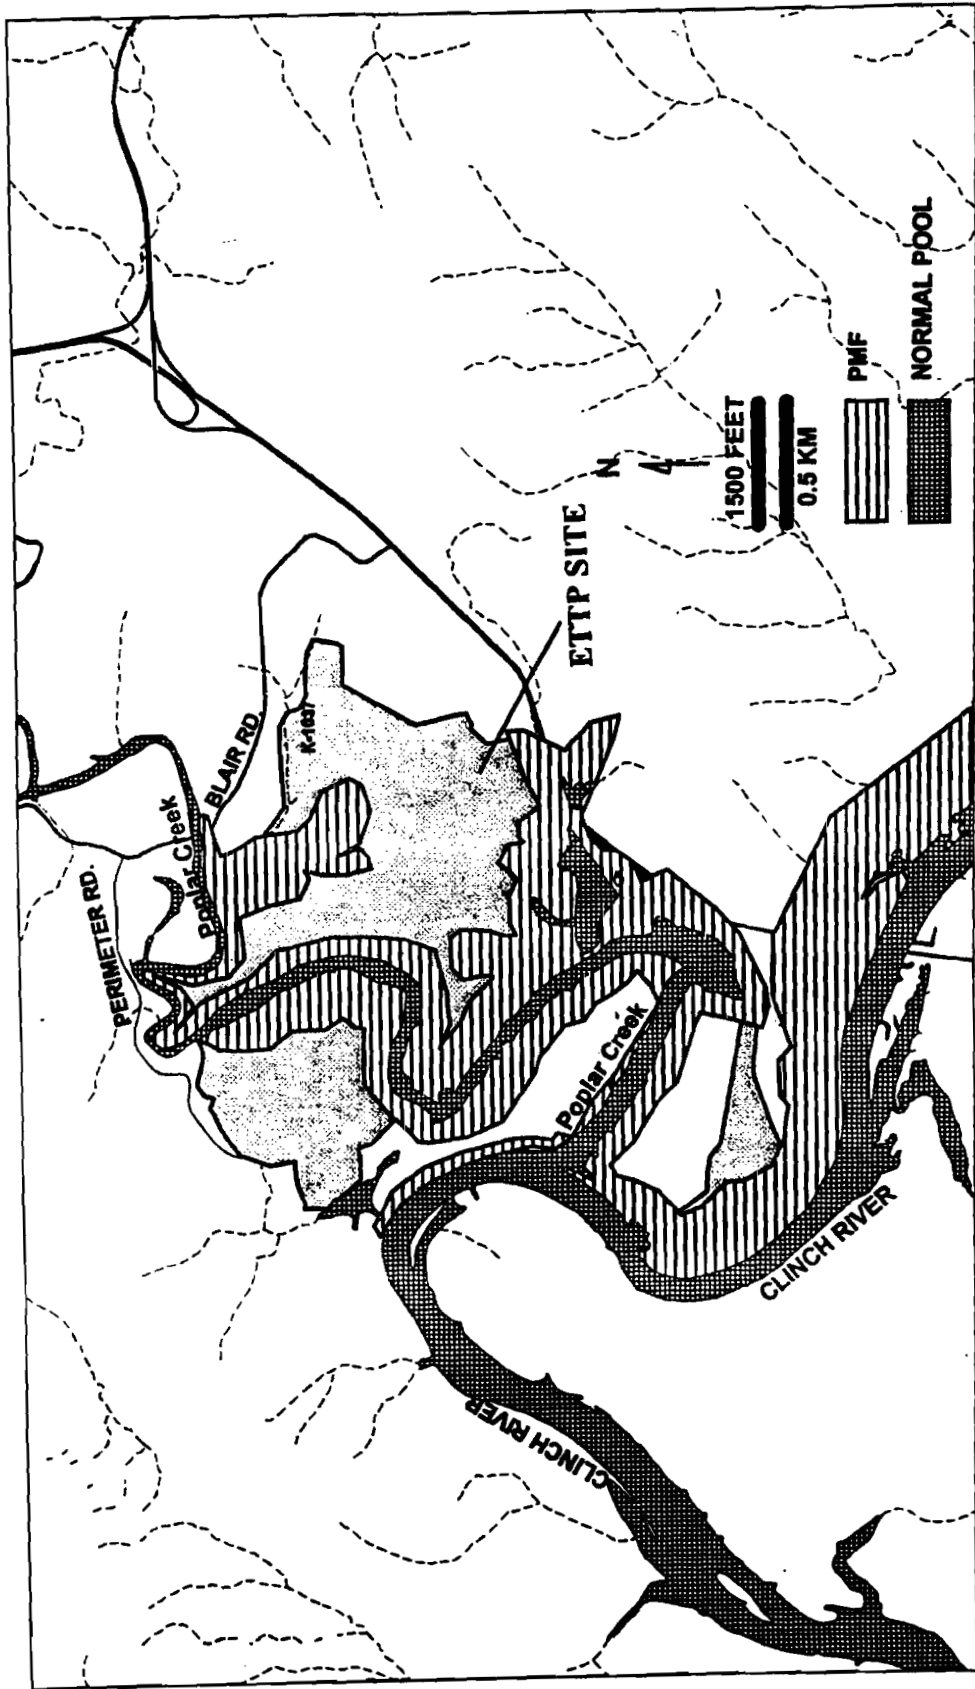 PERIMETER RD.
Poplar Creek
BLAIR RD.
K-1037
ETTP SITE
Poplar Creek
CLINCH RIVER
CLINCH RIVER
N
1500 FEET
0.5 KM
PMF
NORMAL POOL